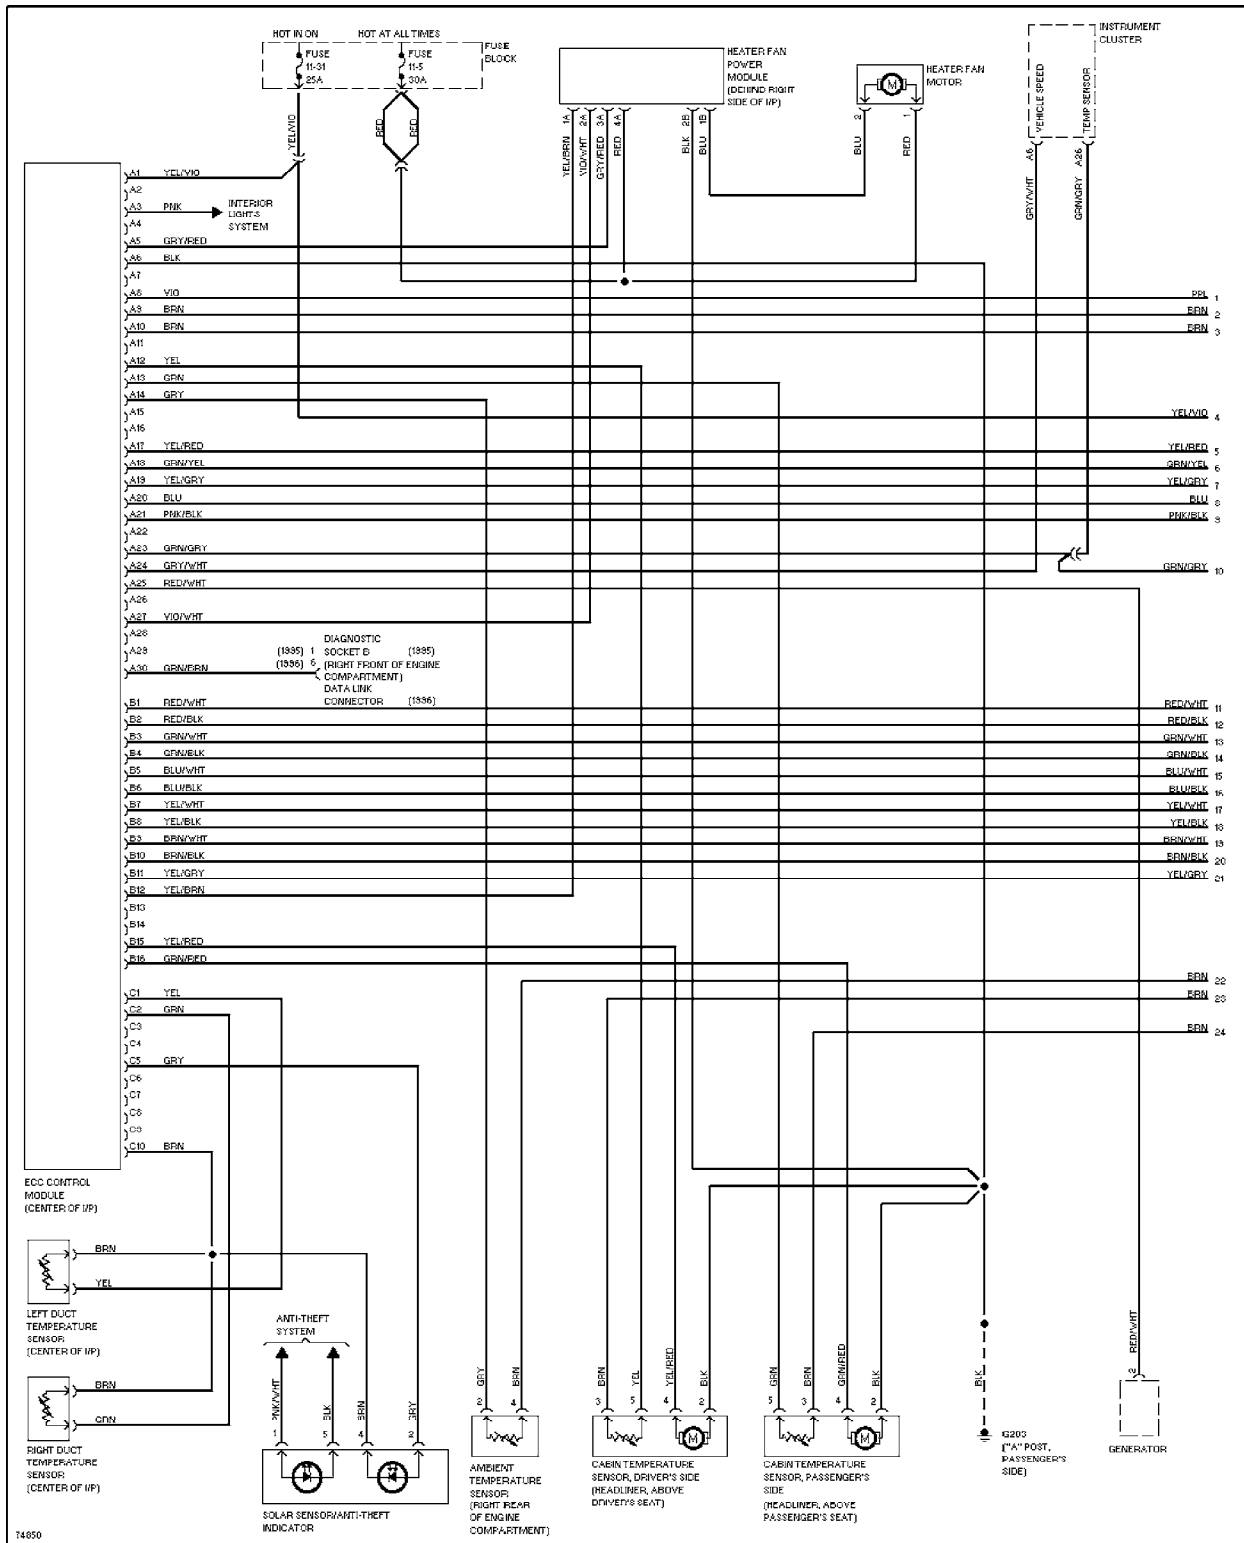 HOT IN ON
HOT AT ALL TIMES
FUSE
11-31
25A
FUSE
11-5
30A
FUSE
BLOCK
HEATER FAN
POWER
MODULE
(BEHIND RIGHT
SIDE OF I/P)
HEATER FAN
MOTOR
M
INSTRUMENT
CLUSTER
VEHICLE SPEED
TEMP SENSOR
YEL/VIO
RED
RED
YEL/BRN 1A
VIO/WHT 2A
GRY/RED 3A
RED 4A
BLK 2B
BLU 1B
BLU 2
RED 1
GRY/WHT A6
GRN/GRY A26
A1 YEL/VIO
A2
A3 PNK
INTERIOR
LIGHTS
SYSTEM
A4
A5 GRY/RED
A6 BLK
A7
A8 VIO
PPL 1
A9 BRN
BRN 2
A10 BRN
BRN 3
A11
A12 YEL
A13 GRN
A14 GRY
A15
YEL/VIO 4
A16
A17 YEL/RED
YEL/RED 5
A18 GRN/YEL
GRN/YEL 6
A19 YEL/GRY
YEL/GRY 7
A20 BLU
BLU 8
A21 PNK/BLK
PNK/BLK 9
A22
A23 GRN/GRY
A24 GRY/WHT
GRN/GRY 10
A25 RED/WHT
A26
A27 VIO/WHT
A28
A29
A30 GRN/BRN
(1995) 1
(1996) 6
DIAGNOSTIC
SOCKET B (1995)
(RIGHT FRONT OF ENGINE
COMPARTMENT)
DATA LINK
CONNECTOR (1996)
B1 RED/WHT
RED/WHT 11
B2 RED/BLK
RED/BLK 12
B3 GRN/WHT
GRN/WHT 13
B4 GRN/BLK
GRN/BLK 14
B5 BLU/WHT
BLU/WHT 15
B6 BLU/BLK
BLU/BLK 16
B7 YEL/WHT
YEL/WHT 17
B8 YEL/BLK
YEL/BLK 18
B9 BRN/WHT
BRN/WHT 19
B10 BRN/BLK
BRN/BLK 20
B11 YEL/GRY
YEL/GRY 21
B12 YEL/BRN
B13
B14
B15 YEL/RED
B16 GRN/RED
BRN 22
BRN 23
BRN 24
C1 YEL
C2 GRN
C3
C4
C5 GRY
C6
C7
C8
C9
C10 BRN
ECC CONTROL
MODULE
(CENTER OF I/P)
BRN
YEL
LEFT DUCT
TEMPERATURE
SENSOR
(CENTER OF I/P)
BRN
GRN
RIGHT DUCT
TEMPERATURE
SENSOR
(CENTER OF I/P)
ANTI-THEFT
SYSTEM
PNK/WHT 1
BLK 5
BRN 4
GRY 2
SOLAR SENSOR/ANTI-THEFT
INDICATOR
GRY 2
BRN 4
AMBIENT
TEMPERATURE
SENSOR
(RIGHT REAR
OF ENGINE
COMPARTMENT)
BRN 3
YEL 5
YEL/RED 4
BLK 2
M
CABIN TEMPERATURE
SENSOR, DRIVER'S SIDE
(HEADLINER, ABOVE
DRIVER'S SEAT)
GRN 5
BRN 3
GRN/RED 4
BLK 2
M
CABIN TEMPERATURE
SENSOR, PASSENGER'S
SIDE
(HEADLINER, ABOVE
PASSENGER'S SEAT)
BLK
G203
("A" POST,
PASSENGER'S
SIDE)
RED/WHT
2
GENERATOR
74850